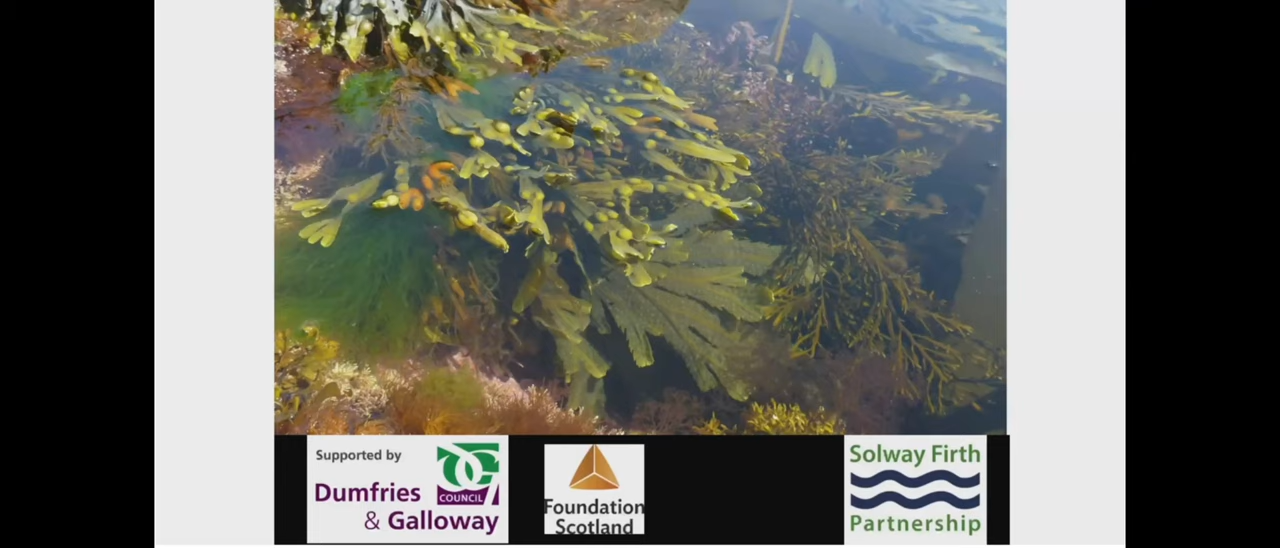 Supported by
COUNCIL
Dumfries
& Galloway
Foundation
Scotland
Solway Firth
Partnership